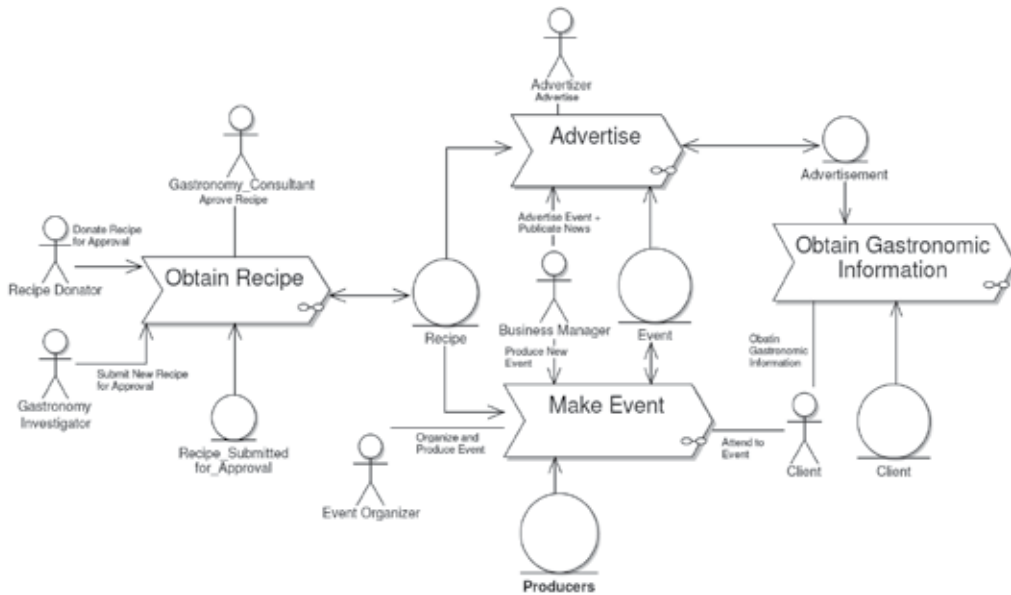 Advertizer
Advertise
Advertise
Advertisement
Gastronomy_Consultant
Aprove Recipe
Donate Recipe
for Approval
Recipe Donator
Obtain Recipe
Recipe
Advertise Event +
Publicate News
Business Manager
Produce New
Event
Event
Obtain Gastronomic
Information
Obatin
Gastronomic
Information
Submit New Recipe
for Approval
Gastronomy
Investigator
Recipe_Submitted
for_Approval
Make Event
Organize and
Produce Event
Event Organizer
Attend to
Event
Client
Client
Producers